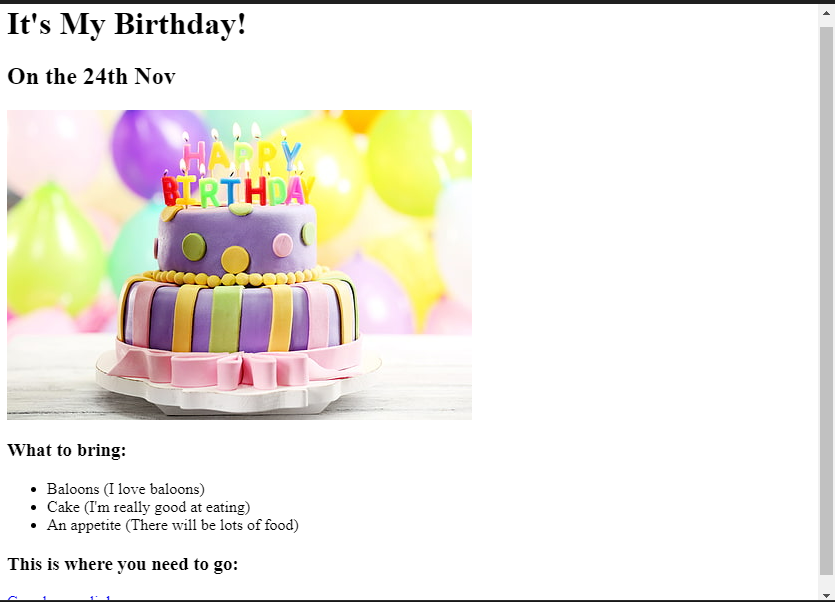 It's My Birthday!
On the 24th Nov
HAPPY
BIRTHDAY
What to bring:
Baloons (I love baloons)
Cake (I'm really good at eating)
An appetite (There will be lots of food)
This is where you need to go: